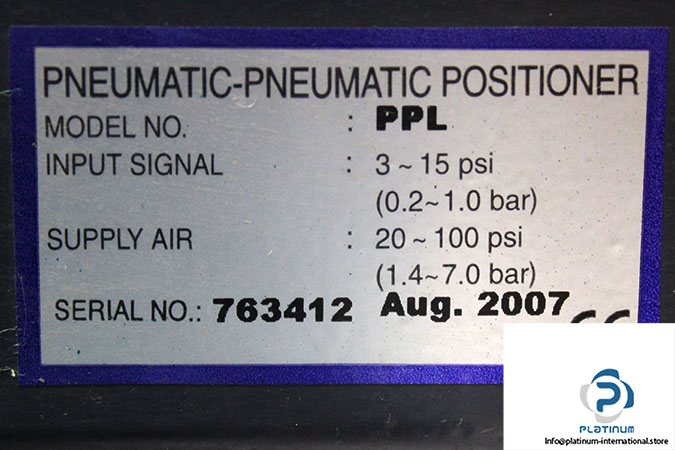 PNEUMATIC-PNEUMATIC POSITIONER
MODEL NO. : PPL
INPUT SIGNAL : 3 ~ 15 psi
(0.2~1.0 bar)
SUPPLY AIR : 20 ~ 100 psi
(1.4~7.0 bar)
SERIAL NO.: 763412 Aug. 2007
PLATINUM
Info@platinum-international.store